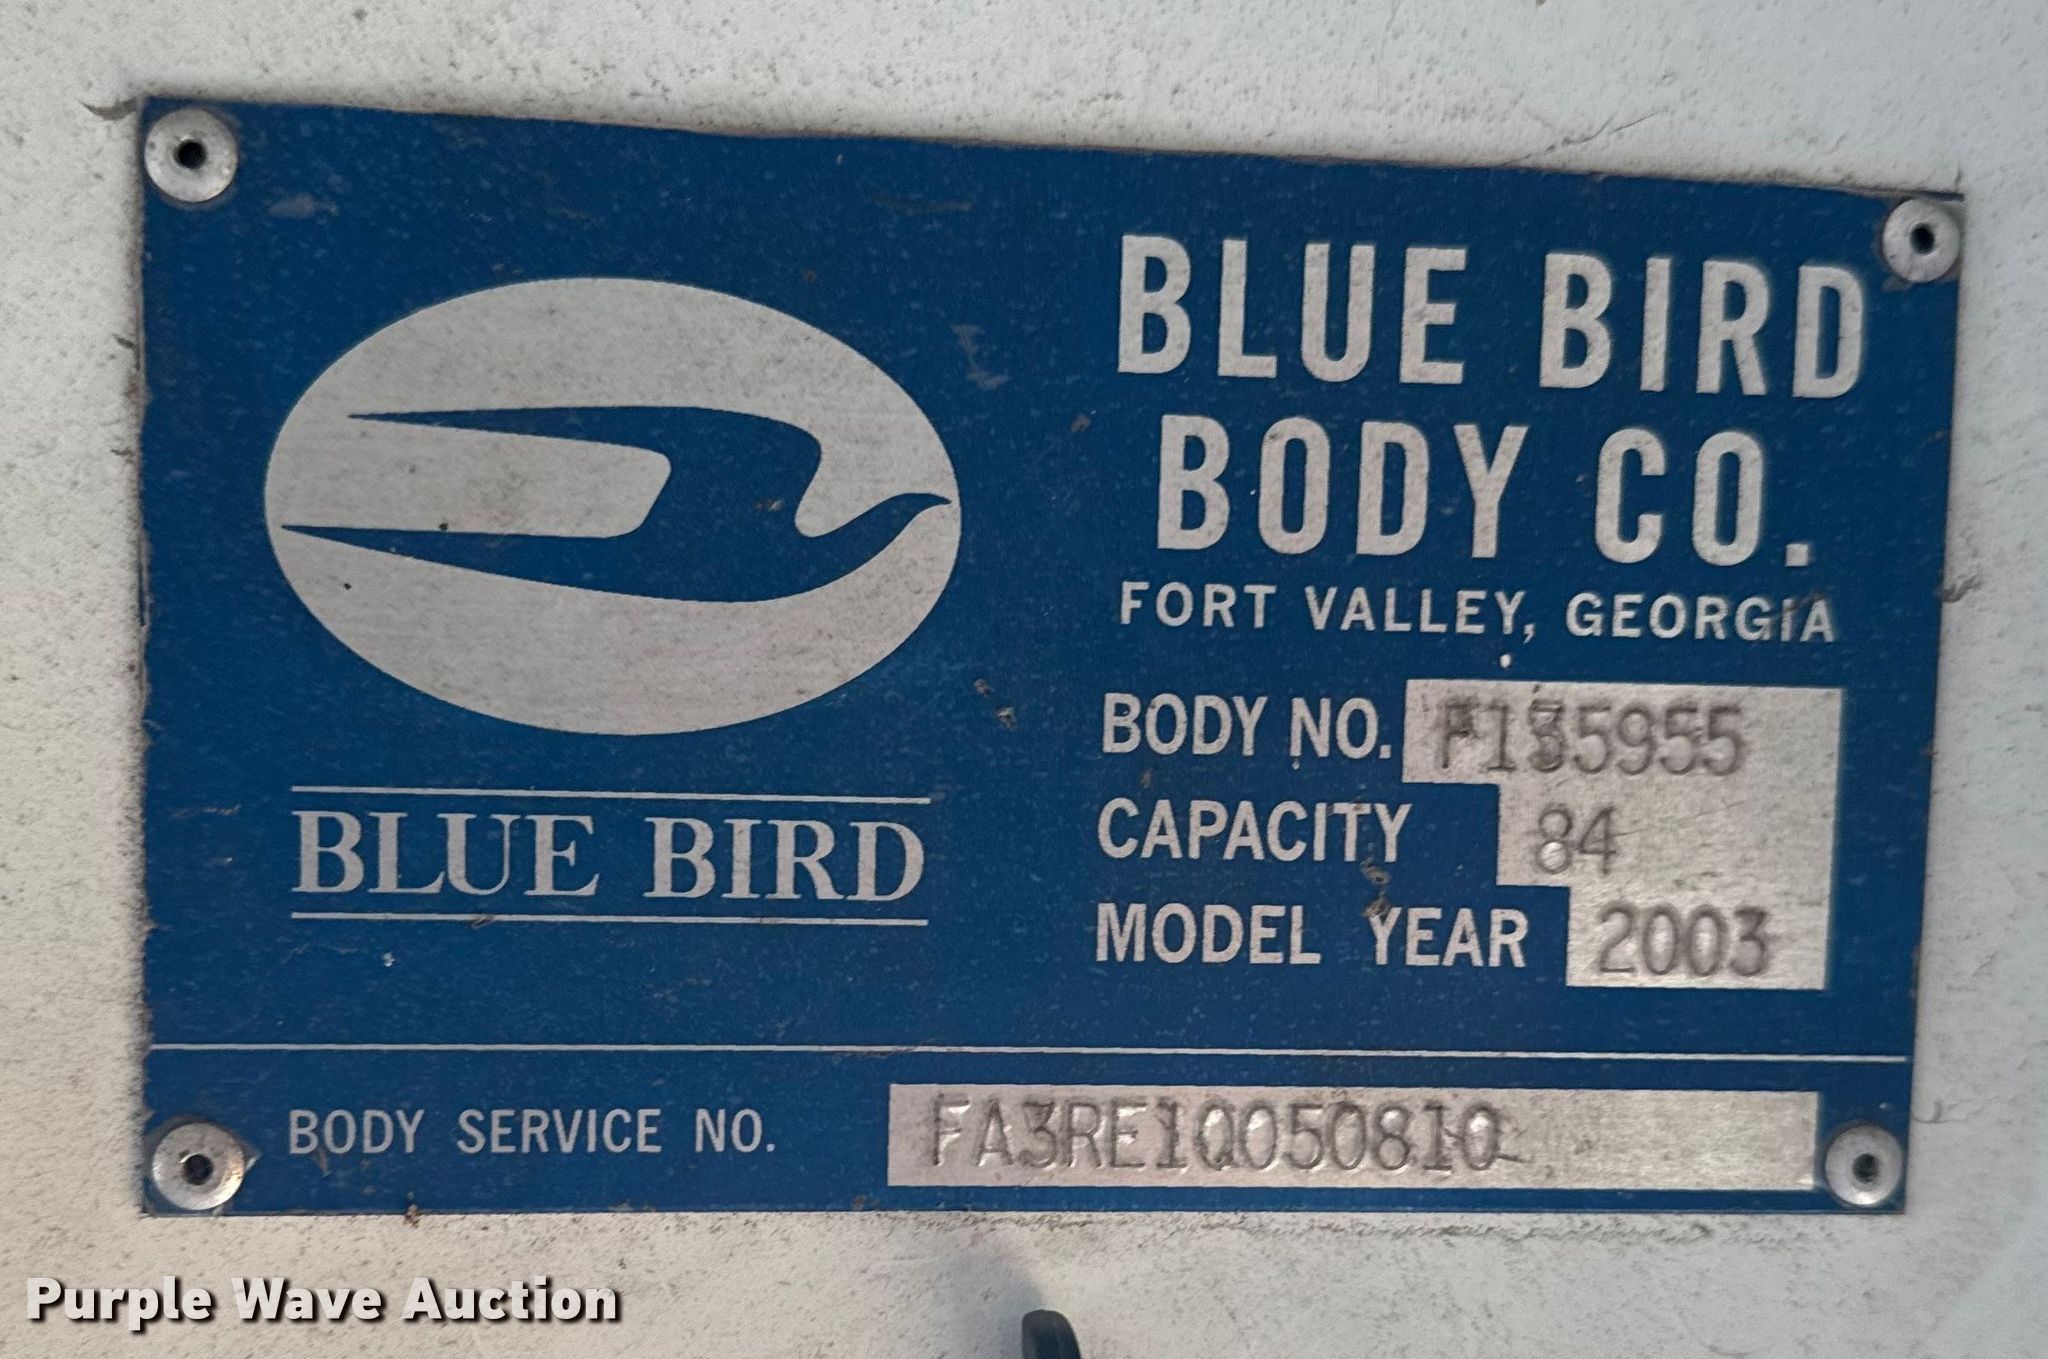 BLUE BIRD
BODY CO.
FORT VALLEY, GEORGIA
BODY NO. F135955
CAPACITY 84
MODEL YEAR 2003
BLUE BIRD
BODY SERVICE NO. FA3RE1Q050810
Purple Wave Auction